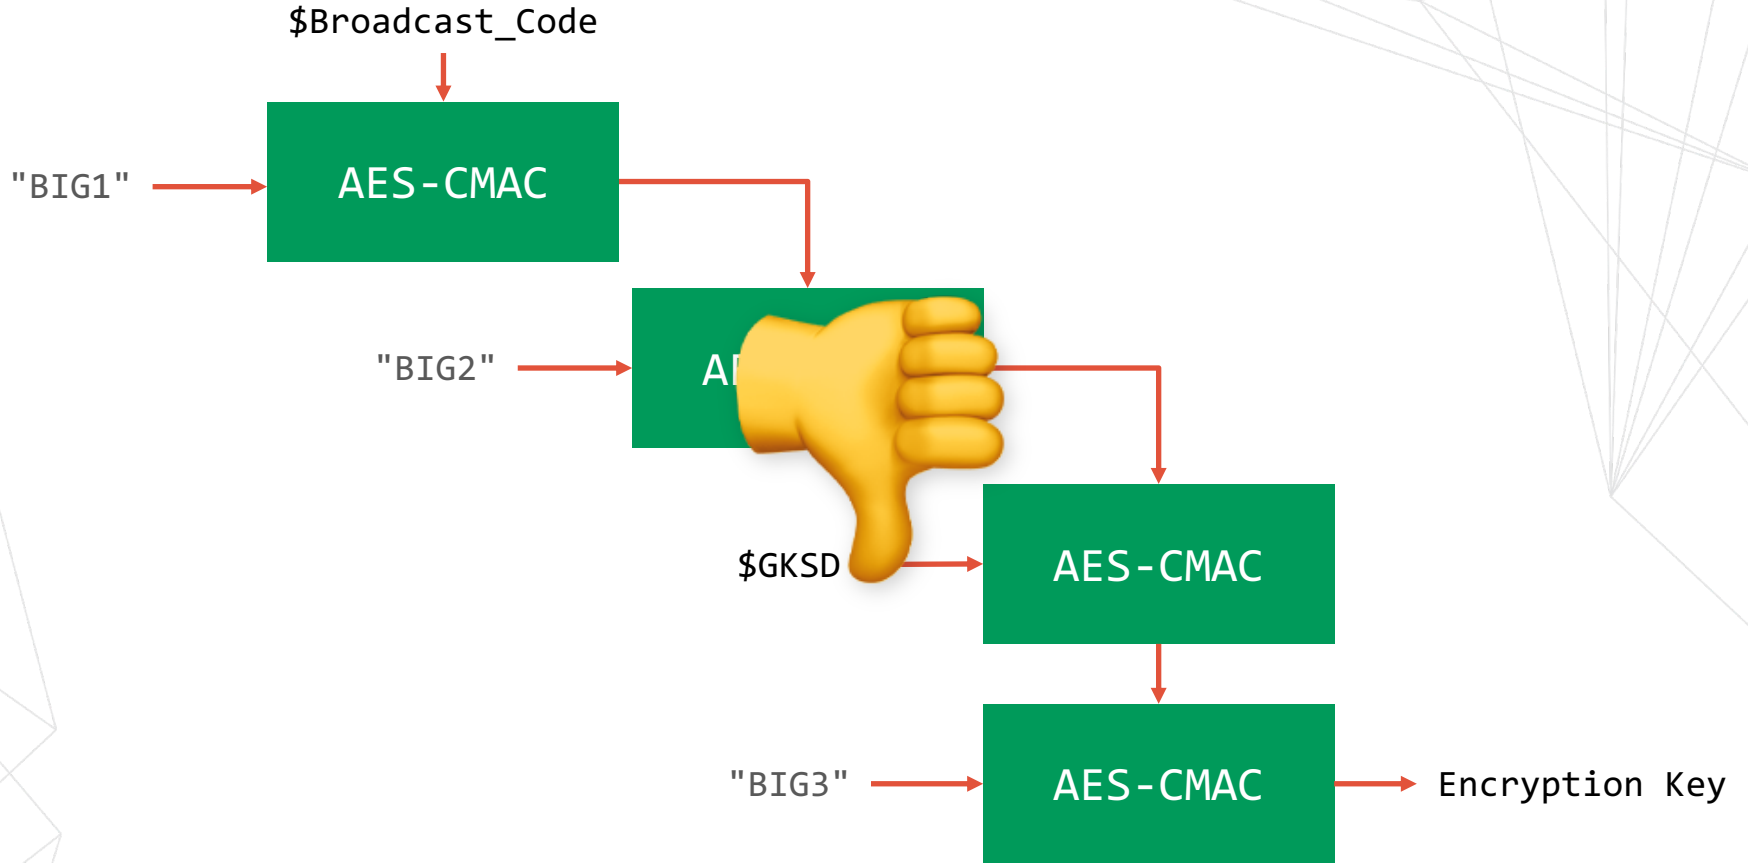 $Broadcast_Code
"BIG1"
AES-CMAC
"BIG2"
$GKSD
AES-CMAC
"BIG3"
AES-CMAC
Encryption Key